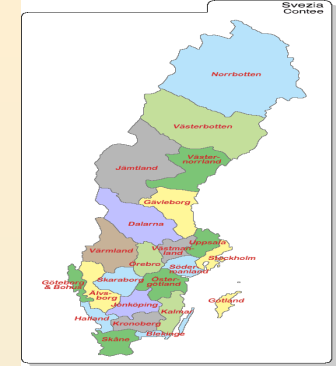 Svezia
Contee
Norrbotten
Västerbotten
Väster-
norrland
Jämtland
Gävleborg
Dalarna
Uppsala
Värmland
Västman-
land
Stockholm
Örebro
Söder-
manland
Göteborg
& Bohus
Skaraborg
Öster-
götland
Älvs-
borg
Gotland
Jönköping
Kalmar
Halland
Kronoberg
Blekinge
Skåne